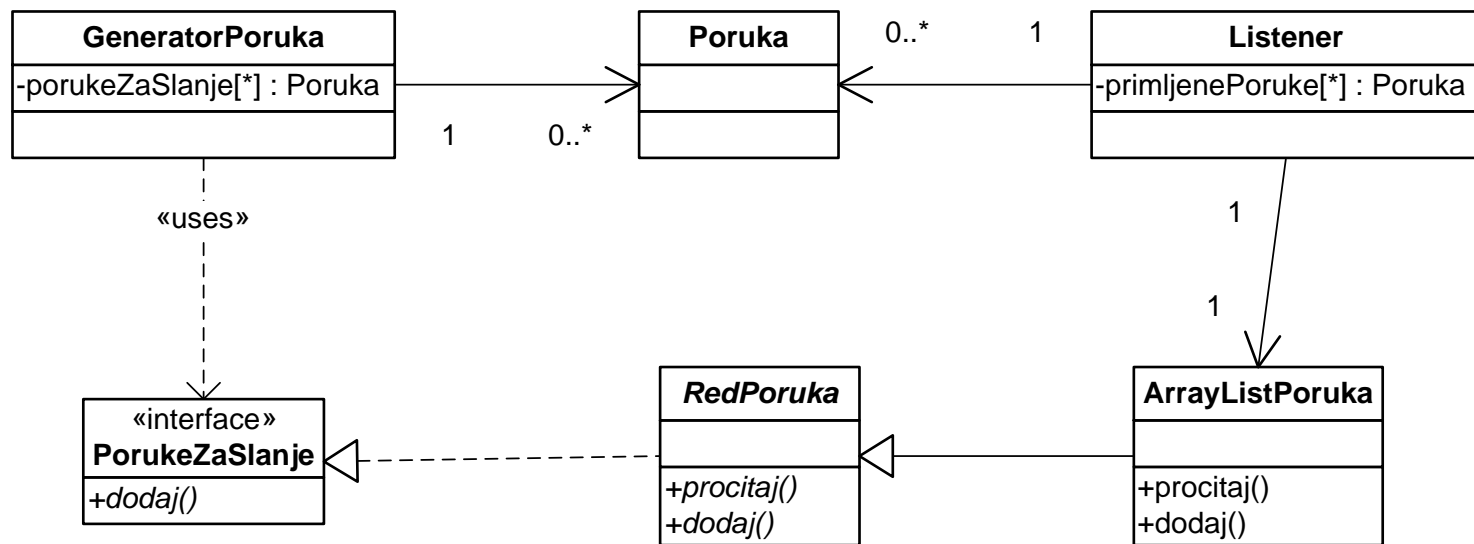 GeneratorPoruka
-porukeZaSlanje[*] : Poruka
1
0..*
Poruka
0..*
1
Listener
-primljenePoruke[*] : Poruka
«uses»
1
1
«interface»
PorukeZaSlanje
+dodaj()
RedPoruka
+procitaj()
+dodaj()
ArrayListPoruka
+procitaj()
+dodaj()